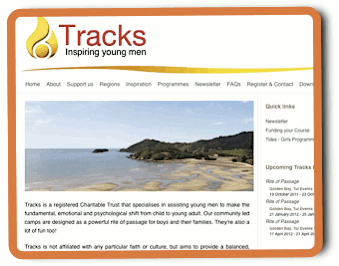 Tracks
Inspiring young men
Home About Support us Regions Inspiration Programmes Newsletter FAQs Register & Contact Down
Quick links
Newsletter
Funding your Course
Tides - Girls Programme
Upcoming Tracks
Rite of Passage
Golden Bay, Tui Events
19 October 2011 - 23 October
Rite of Passage
Golden Bay, Tui Events
21 January 2012 - 25 Jan
Rite of Passage
Golden Bay, Tui Events
17 April 2012 - 21 April
Tracks is a registered Charitable Trust that specialises in assisting young men to make the
fundamental, emotional and psychological shift from child to young adult. Our community led
camps are designed as a powerful rite of passage for boys and their families. They're also a
lot of fun too!
Tracks is not affiliated with any particular faith or culture, but aims to provide a balanced,